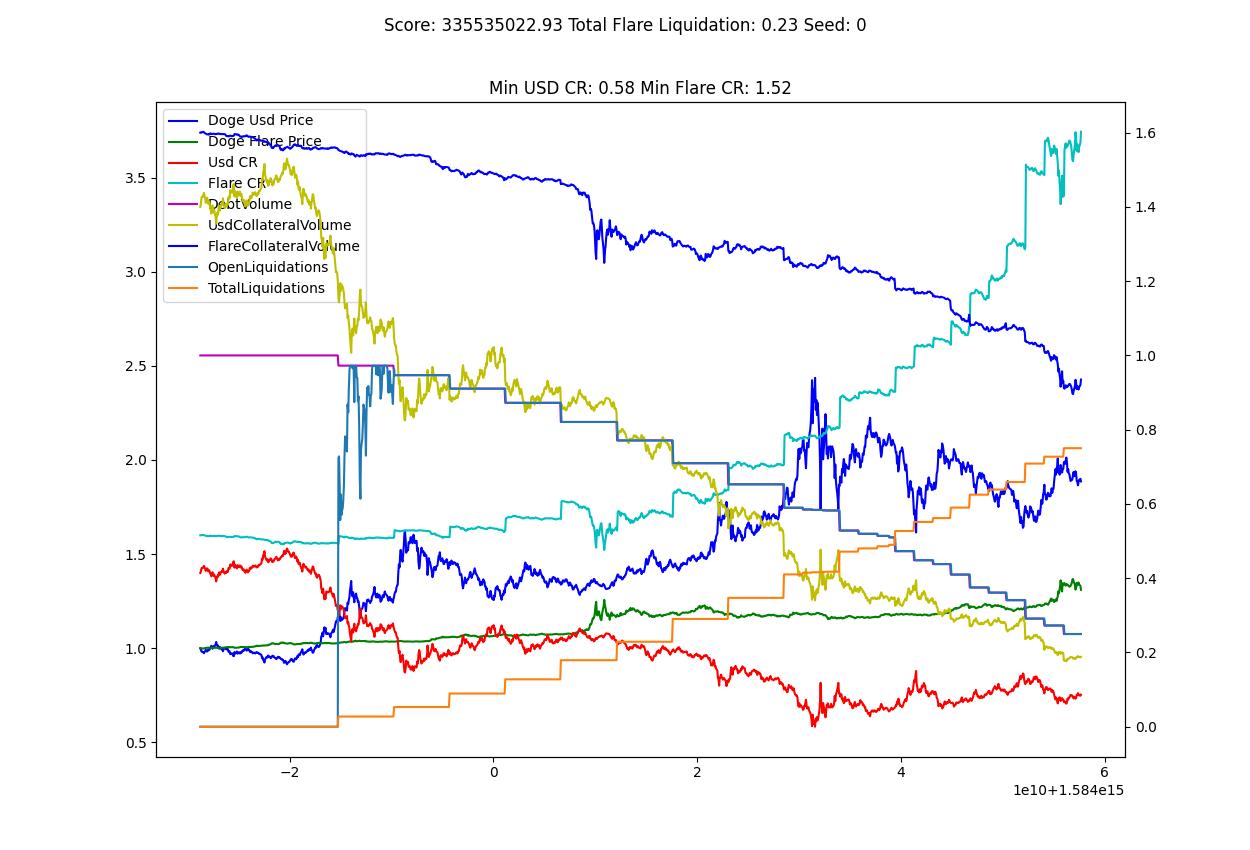 Score: 335535022.93 Total Flare Liquidation: 0.23 Seed: 0
Min USD CR: 0.58 Min Flare CR: 1.52
Doge Usd Price
Doge Flare Price
Usd CR
Flare CR
DebtVolume
UsdCollateralVolume
FlareCollateralVolume
OpenLiquidations
TotalLiquidations
3.5
3.0
2.5
2.0
1.5
1.0
0.5
1.6
1.4
1.2
1.0
0.8
0.6
0.4
0.2
0.0
−2 0 2 4 6
1e10+1.584e15